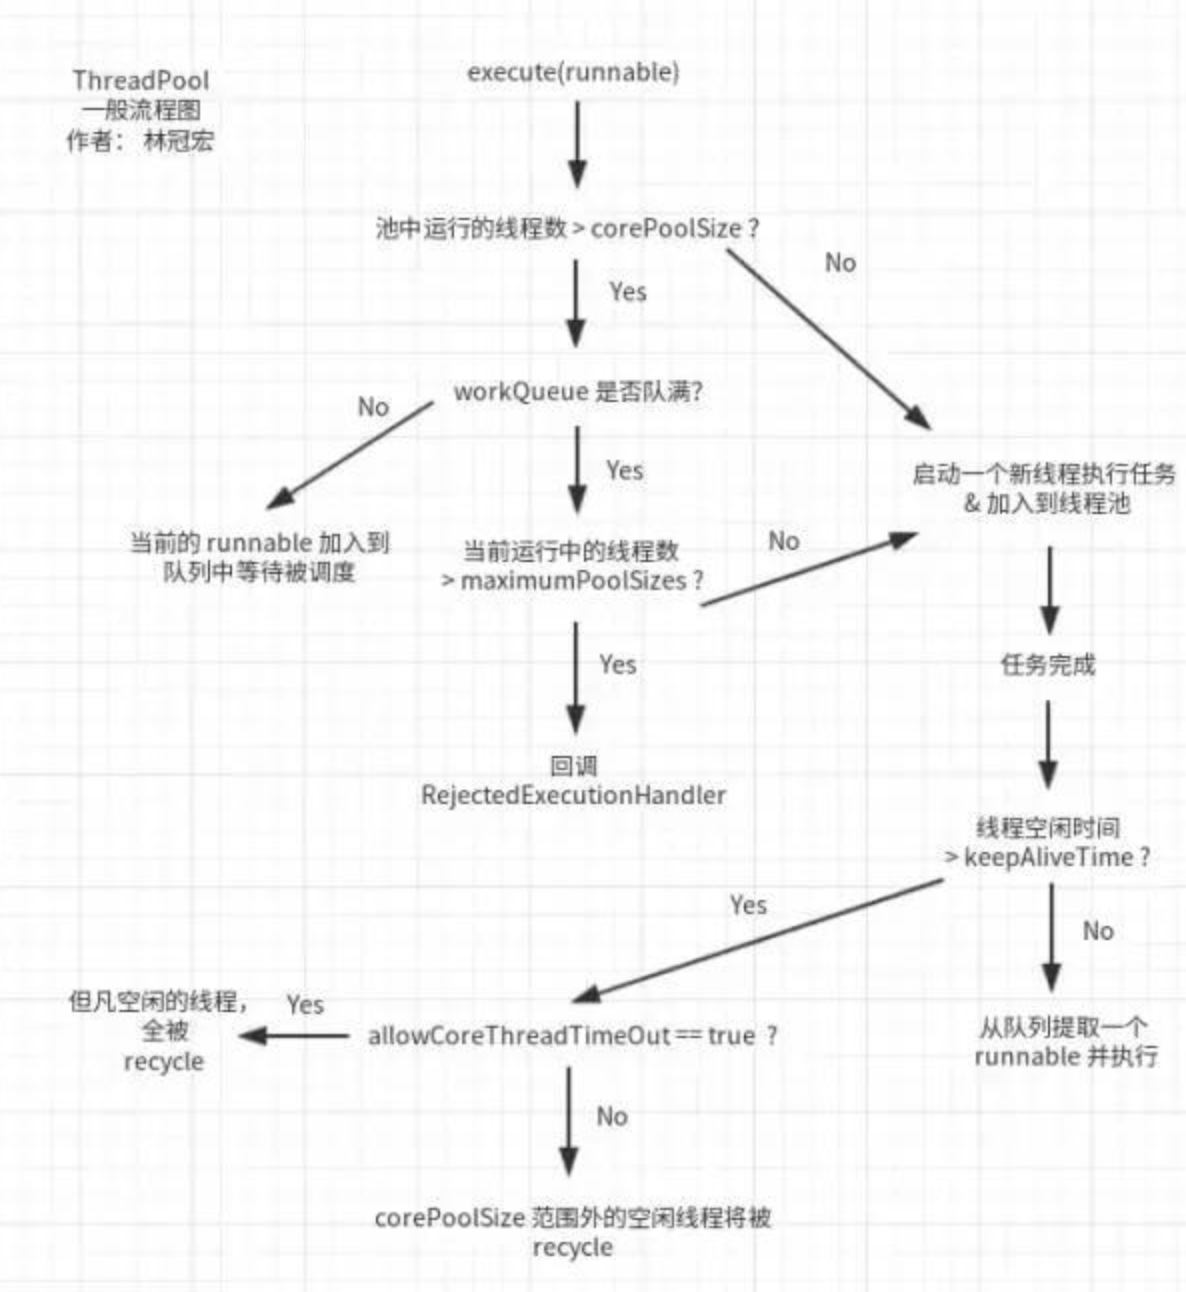 ThreadPool
一般流程图
作者： 林冠宏
execute(runnable)
池中运行的线程数 > corePoolSize ?
No
Yes
workQueue 是否队满?
No
Yes
启动一个新线程执行任务
& 加入到线程池
当前的 runnable 加入到
队列中等待被调度
当前运行中的线程数
> maximumPoolSizes ?
No
Yes
任务完成
回调
RejectedExecutionHandler
线程空闲时间
> keepAliveTime ?
Yes
No
但凡空闲的线程，
全被
recycle
Yes
allowCoreThreadTimeOut == true ?
从队列提取一个
runnable 并执行
No
corePoolSize 范围外的空闲线程将被
recycle